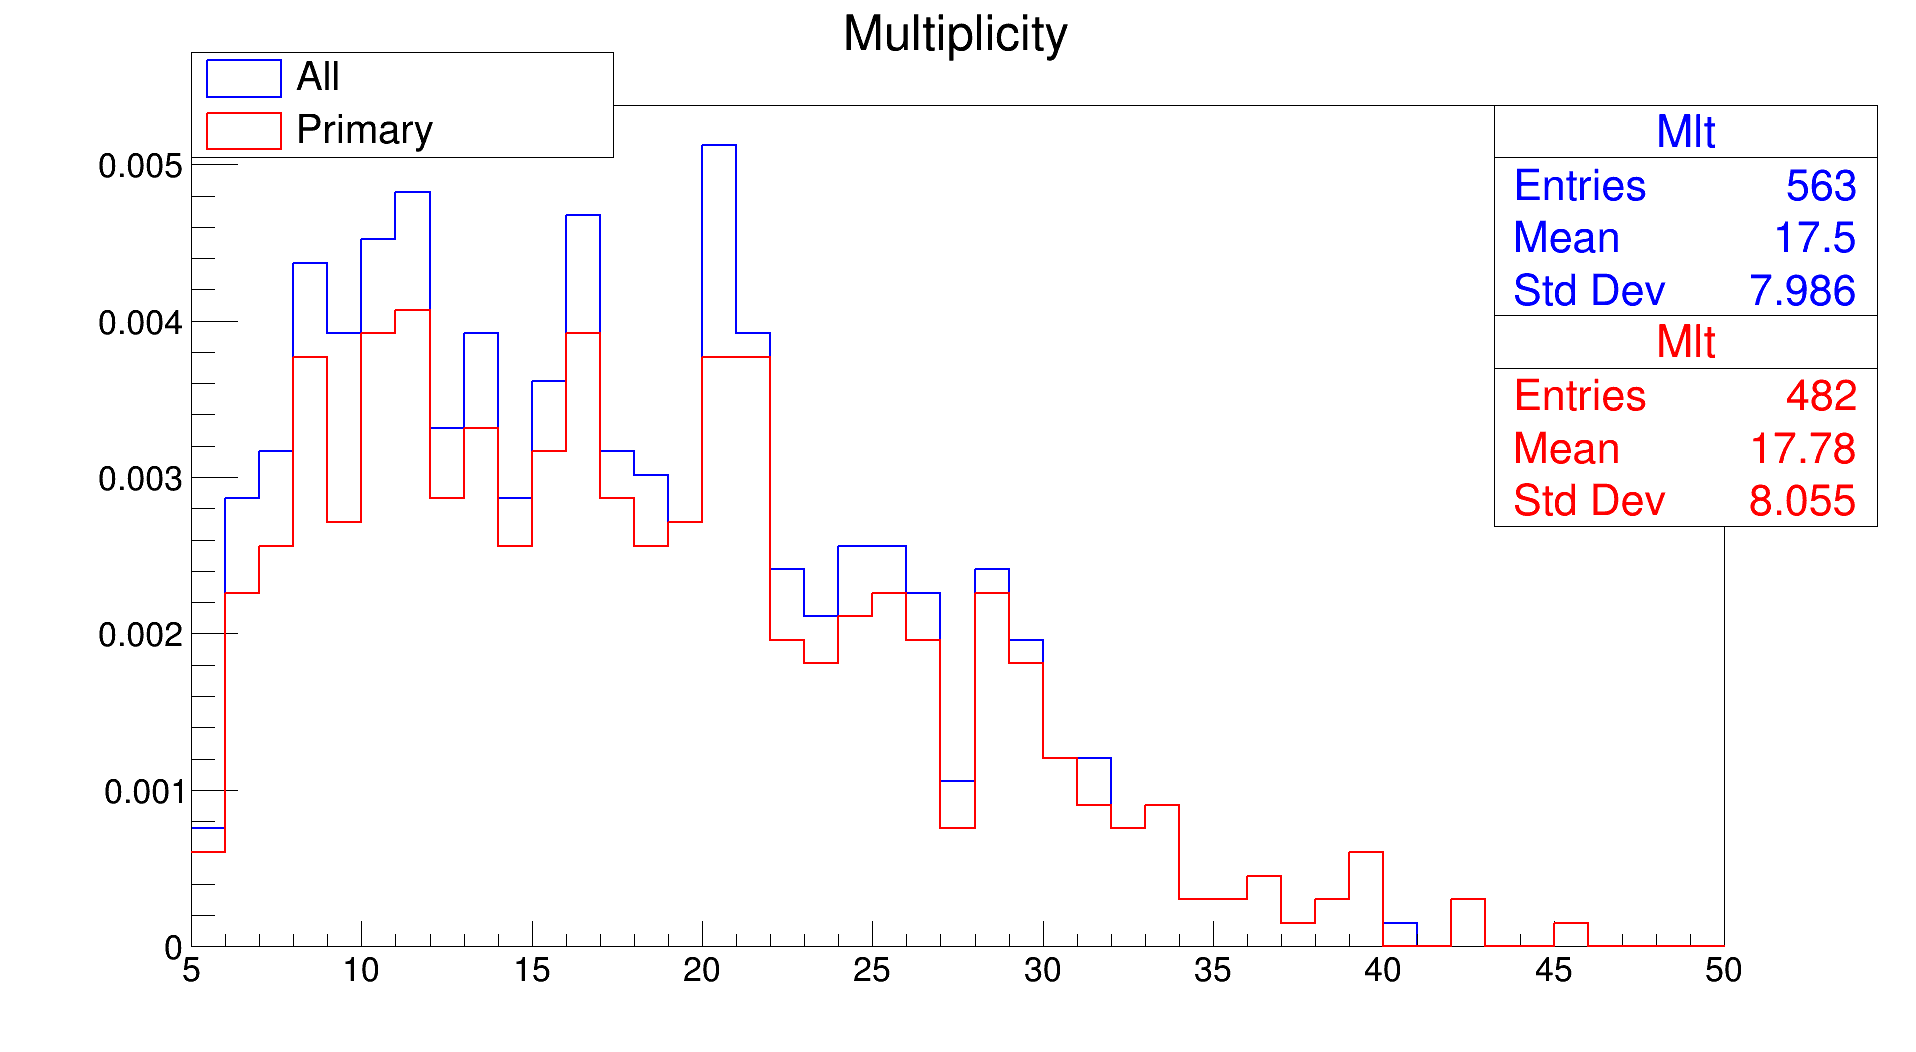 Multiplicity
All
Primary
Mlt
Entries 563
Mean 17.5
Std Dev 7.986
Mlt
Entries 482
Mean 17.78
Std Dev 8.055
0.005
0.004
0.003
0.002
0.001
0
5 10 15 20 25 30 35 40 45 50